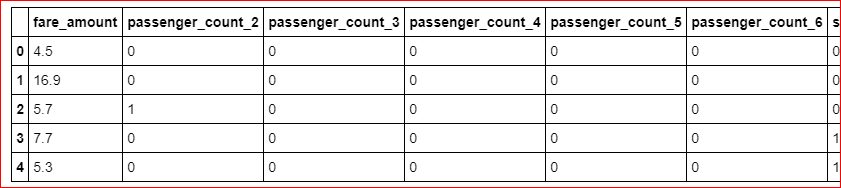 fare_amount passenger_count_2 passenger_count_3 passenger_count_4 passenger_count_5 passenger_count_6 s
0 4.5 0 0 0 0 0 0
1 16.9 0 0 0 0 0 0
2 5.7 1 0 0 0 0 0
3 7.7 0 0 0 0 0 1
4 5.3 0 0 0 0 0 1